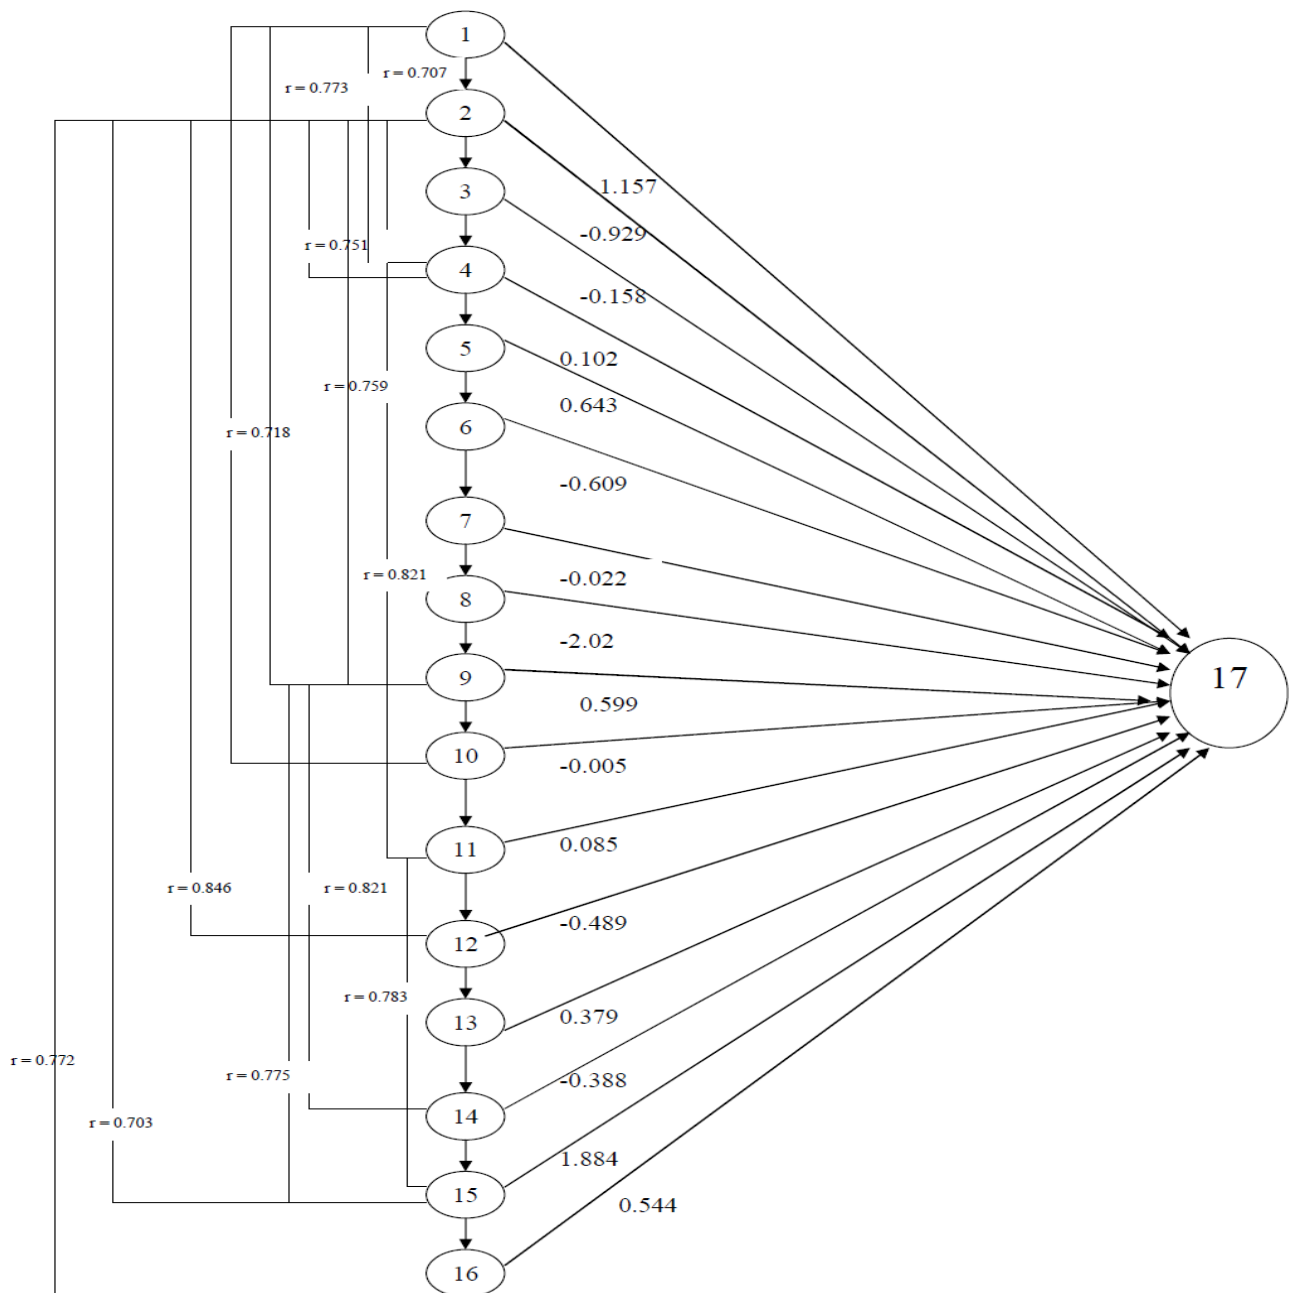 1
r = 0.707
r = 0.773
2
1.157
3
-0.929
r = 0.751
4
-0.158
5
0.102
r = 0.759
0.643
6
r = 0.718
-0.609
7
r = 0.821
-0.022
8
-2.02
9
17
0.599
10
-0.005
11
0.085
r = 0.846
r = 0.821
-0.489
12
r = 0.783
13
0.379
r = 0.772
r = 0.775
-0.388
14
r = 0.703
1.884
15
0.544
16